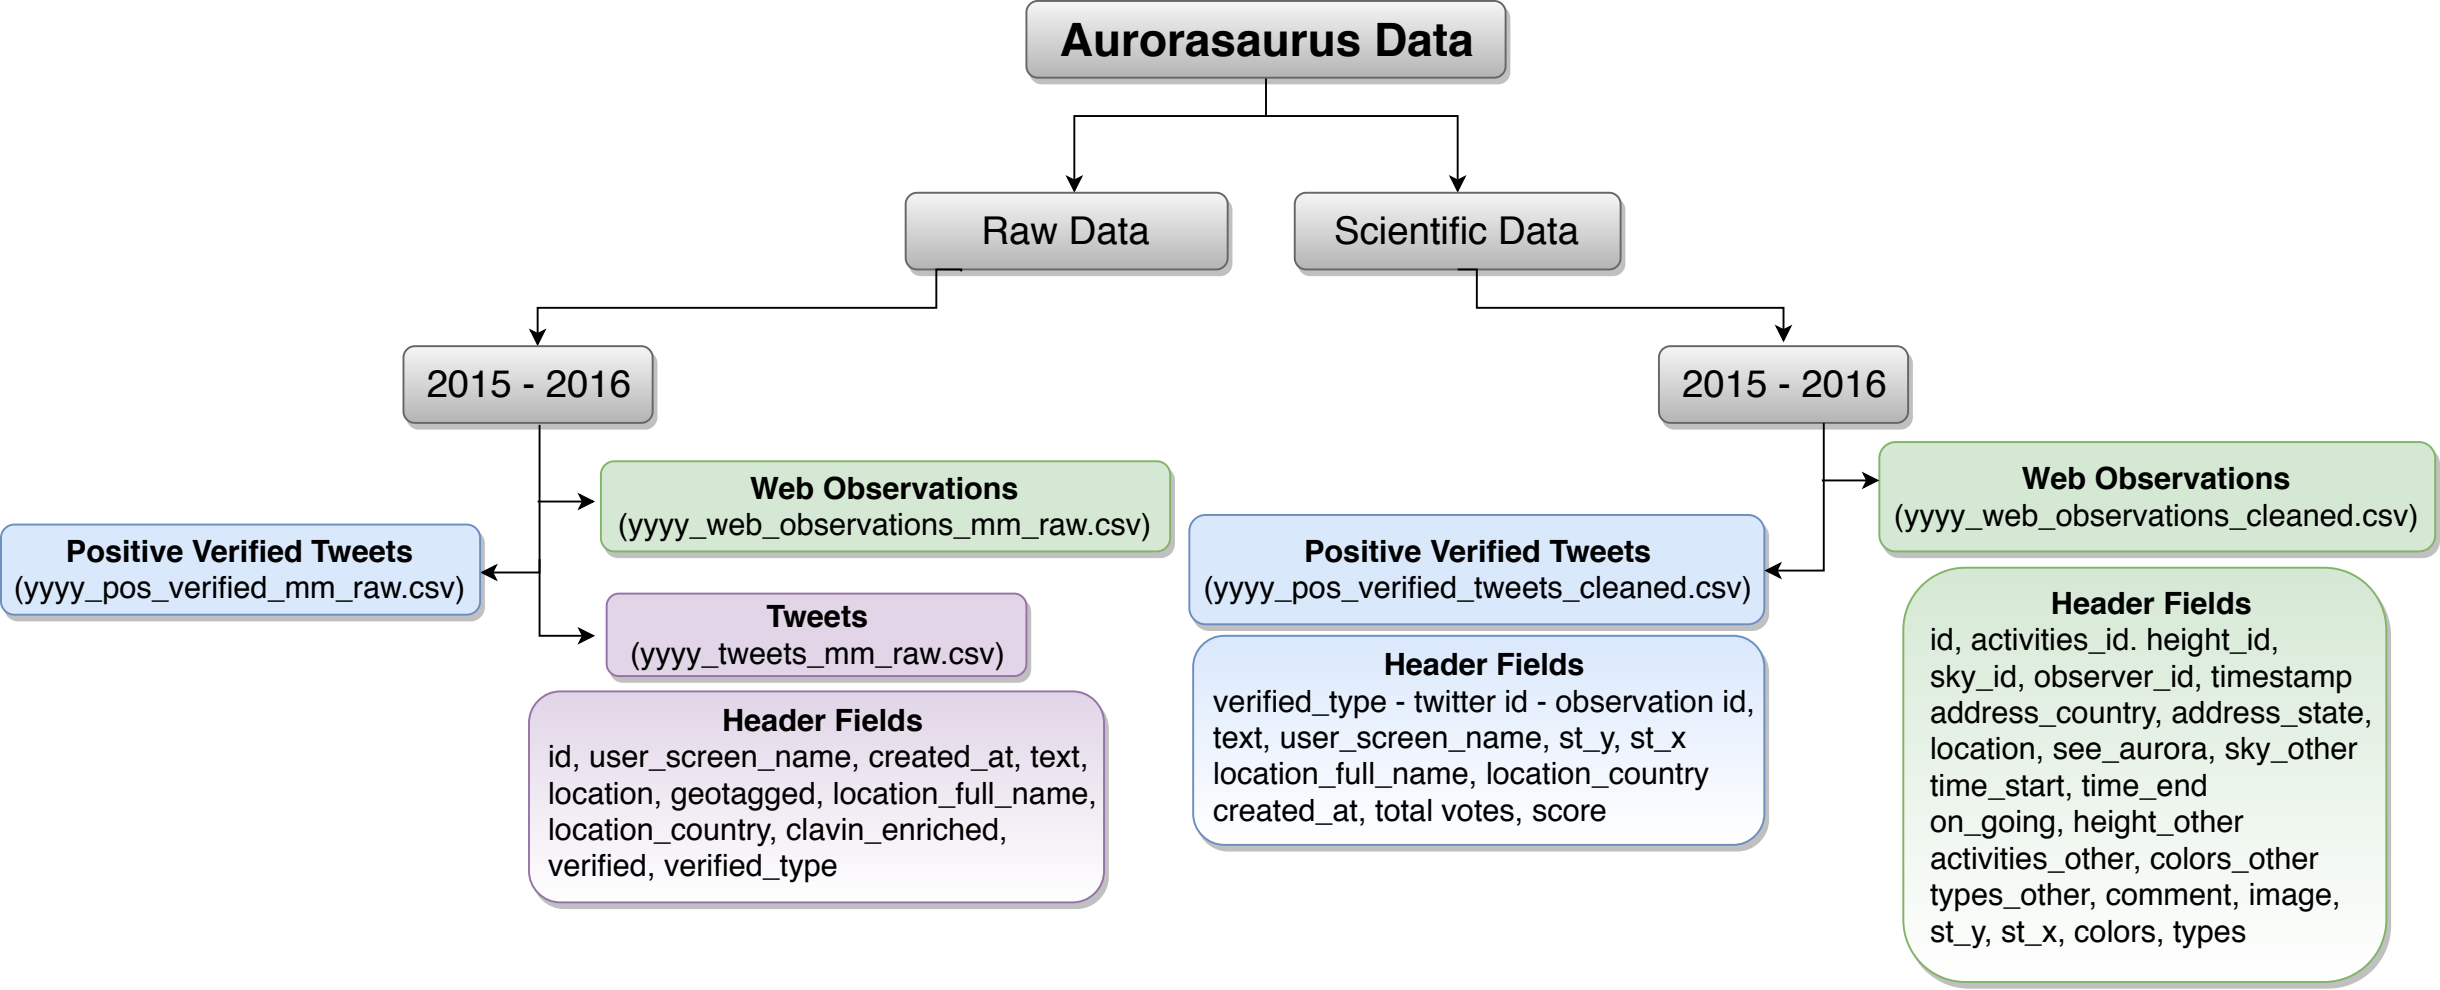 Aurorasaurus Data
Raw Data
Scientific Data
2015 - 2016
2015 - 2016
Web Observations
(yyyy_web_observations_mm_raw.csv)
Positive Verified Tweets
(yyyy_pos_verified_mm_raw.csv)
Tweets
(yyyy_tweets_mm_raw.csv)
Header Fields
id, user_screen_name, created_at, text,
location, geotagged, location_full_name,
location_country, clavin_enriched,
verified, verified_type
Web Observations
(yyyy_web_observations_cleaned.csv)
Positive Verified Tweets
(yyyy_pos_verified_tweets_cleaned.csv)
Header Fields
verified_type - twitter id - observation id,
text, user_screen_name, st_y, st_x
location_full_name, location_country
created_at, total votes, score
Header Fields
id, activities_id. height_id,
sky_id, observer_id, timestamp
address_country, address_state,
location, see_aurora, sky_other
time_start, time_end
on_going, height_other
activities_other, colors_other
types_other, comment, image,
st_y, st_x, colors, types